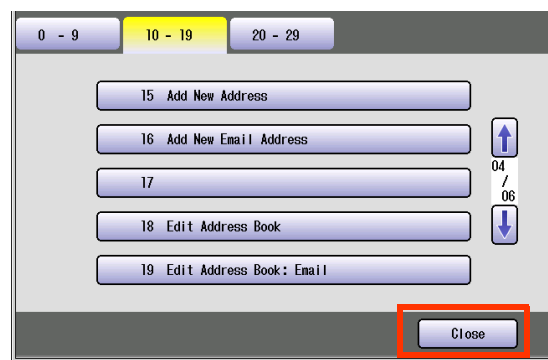 0 - 9
10 - 19
20 - 29
15 Add New Address
16 Add New Email Address
17
18 Edit Address Book
19 Edit Address Book: Email
04
/
06
Close